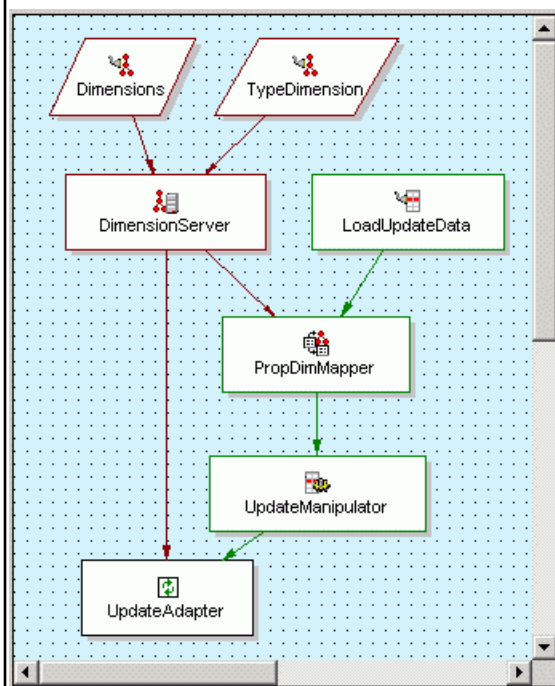 Dimensions
TypeDimension
DimensionServer
LoadUpdateData
PropDimMapper
UpdateManipulator
UpdateAdapter